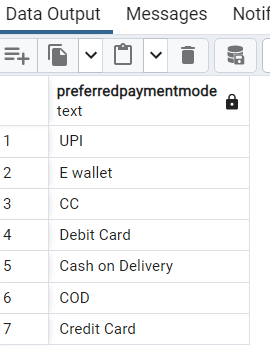 Data Output Messages Notif
preferredpaymentmode
text
1 UPI
2 E wallet
3 CC
4 Debit Card
5 Cash on Delivery
6 COD
7 Credit Card